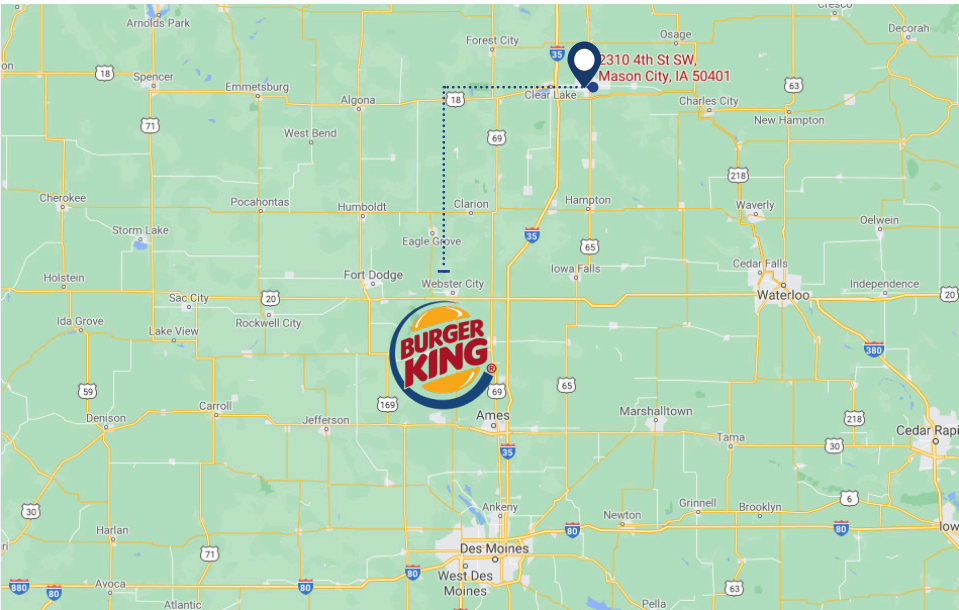 Cresco
Arnolds Park
Decorah
Osage
Forest City
35
2310 4th St SW,
Mason City, IA 50401
on
18
Spencer
Emmetsburg
63
Clear Lake
18
Algona
Charles City
New Hampton
71
West Bend
69
218
Cherokee
Pocahontas
Humboldt
Clarion
Hampton
Waverly
Oelwein
Storm Lake
Eagle Grove
35
65
Holstein
Fort Dodge
Webster City
Iowa Falls
Cedar Falls
Independence
Sac City
20
Waterloo
20
Ida Grove
Lake View
Rockwell City
BURGER
KING®
380
59
69
65
Denison
Carroll
169
Jefferson
Ames
Marshalltown
218
Cedar Rapi
Tama
30
35
30
Ankeny
Grinnell
Brooklyn
6
Harlan
Newton
80
80
Iow
ri
71
Des Moines
880
80
80
80
West Des
Moines
Avoca
63
Atlantic
Pella